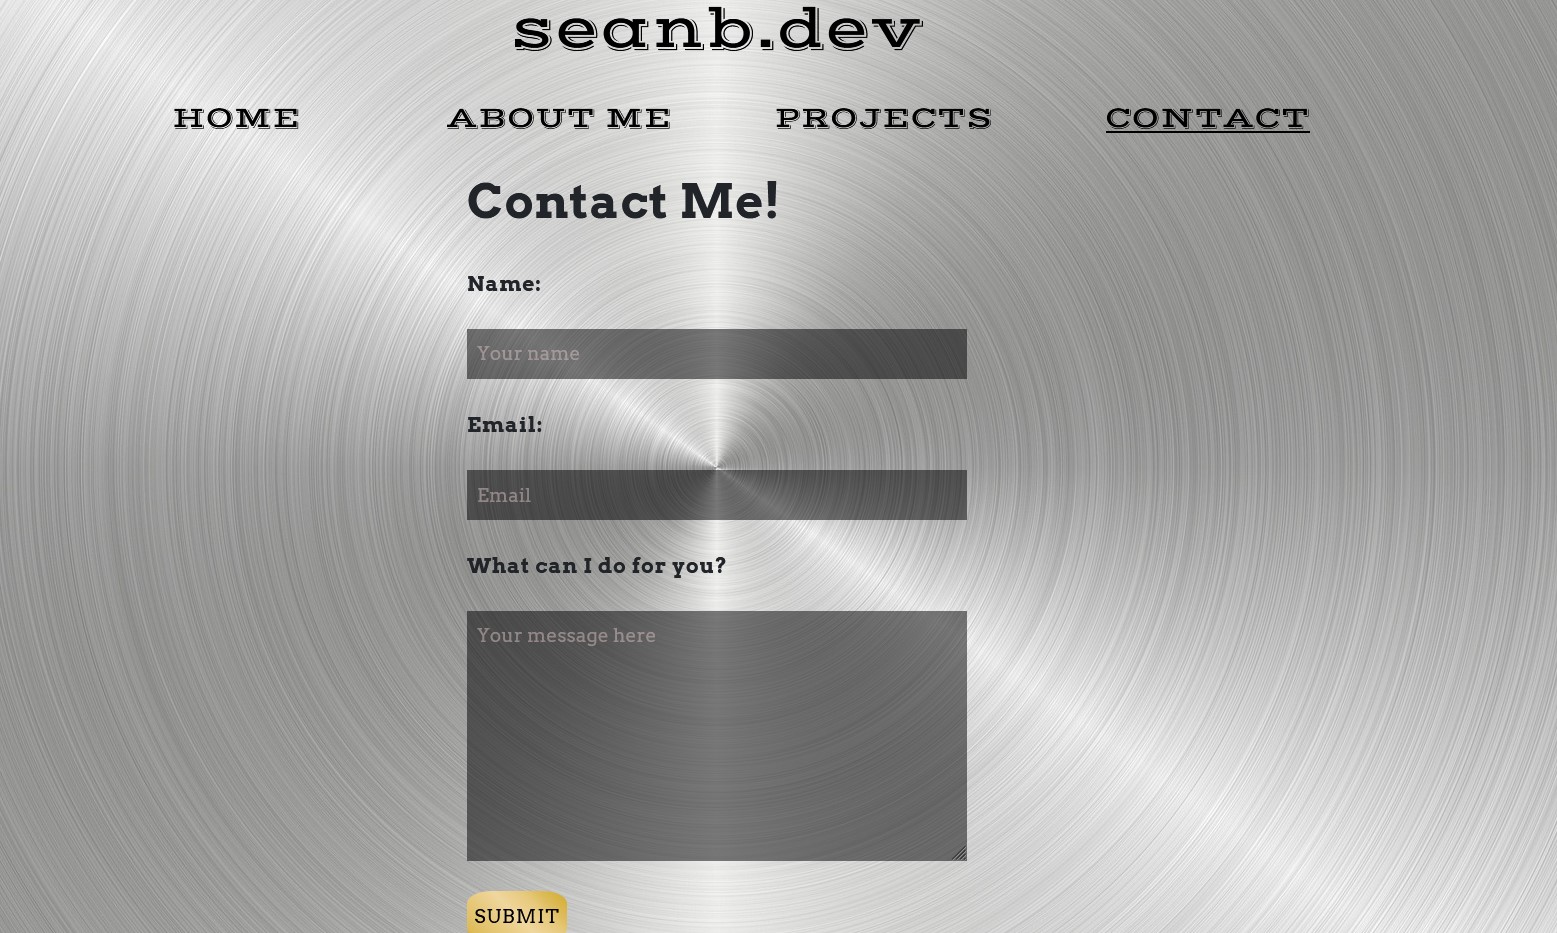 seanb.dev
HOME ABOUT ME PROJECTS CONTACT
Contact Me!
Name:
Your name
Email:
Email
What can I do for you?
Your message here
SUBMIT